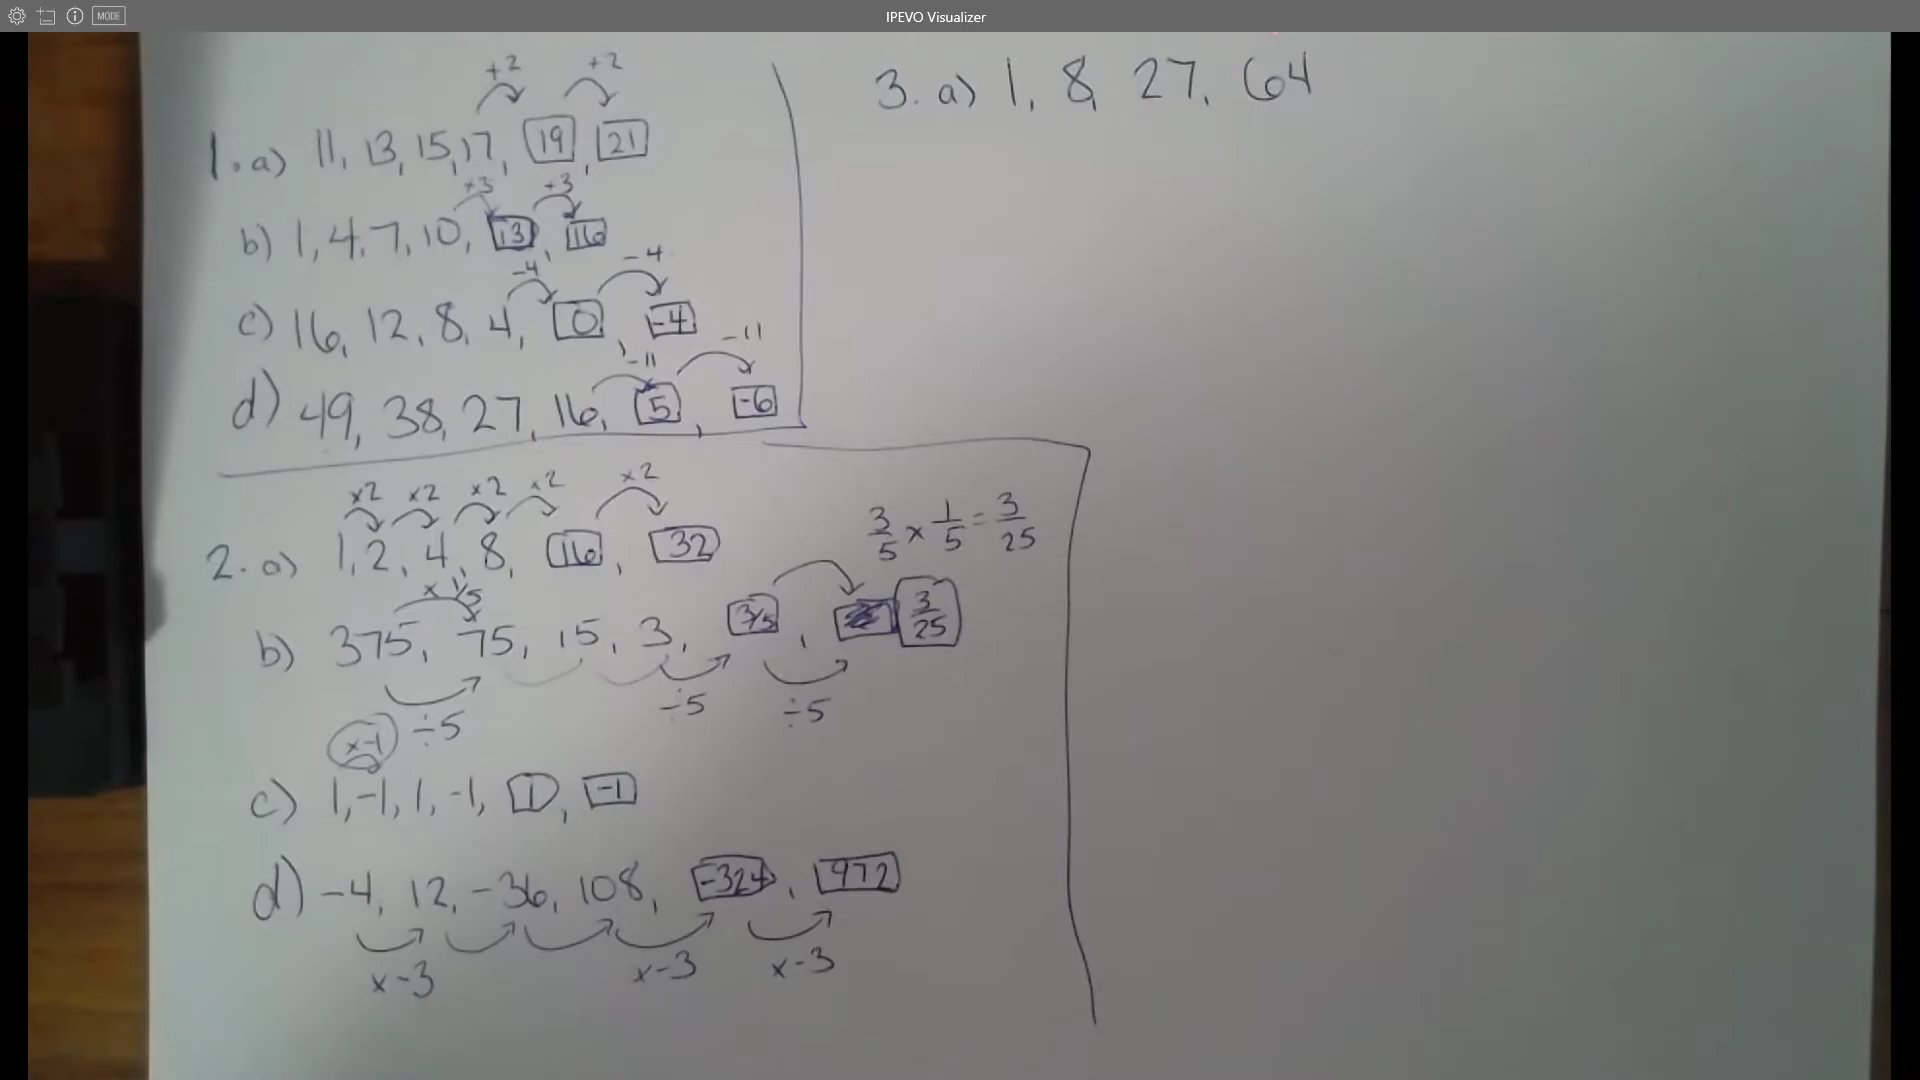 MODE
IPEVO Visualizer
+2 +2
1. a) 11, 13, 15, 17, 19, 21
+3 +3
b) 1, 4, 7, 10, 13, 16
-4 -4
c) 16, 12, 8, 4, 0, -4
-11 -11
d) 49, 38, 27, 16, 5, -6
x2 x2 x2 x2 x2
2. a) 1, 2, 4, 8, 16, 32
x 1/5
3/5 x 1/5 = 3/25
b) 375, 75, 15, 3, 3/5, 3/25
÷5 ÷5 ÷5
x-1
c) 1, -1, 1, -1, 1, -1
d) -4, 12, -36, 108, -324, 972
x-3 x-3 x-3
3. a) 1, 8, 27, 64